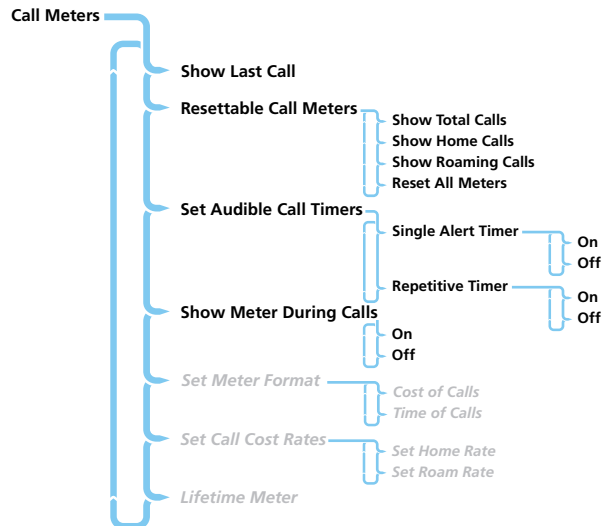 Call Meters
Show Last Call
Resettable Call Meters
Show Total Calls
Show Home Calls
Show Roaming Calls
Reset All Meters
Set Audible Call Timers
Single Alert Timer
On
Off
Repetitive Timer
On
Off
Show Meter During Calls
On
Off
Set Meter Format
Cost of Calls
Time of Calls
Set Call Cost Rates
Set Home Rate
Set Roam Rate
Lifetime Meter